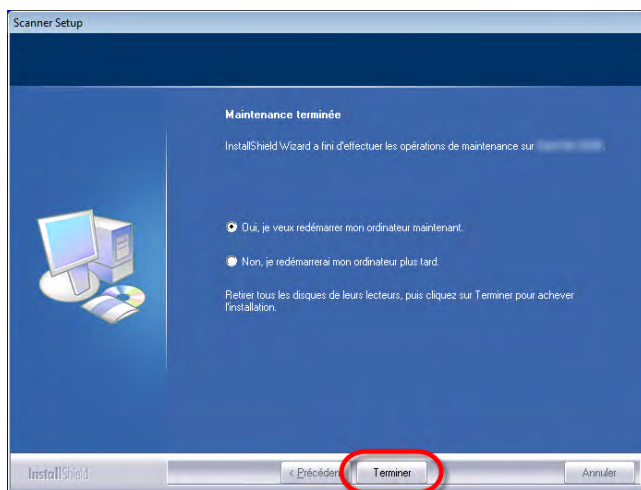 Scanner Setup
Maintenance terminée
InstallShield Wizard a fini d'effectuer les opérations de maintenance sur
Oui, je veux redémarrer mon ordinateur maintenant.
Non, je redémarrerai mon ordinateur plus tard.
Retirer tous les disques de leurs lecteurs, puis cliquez sur Terminer pour achever
l'installation.
InstallShield
< Précéden
Terminer
Annuler